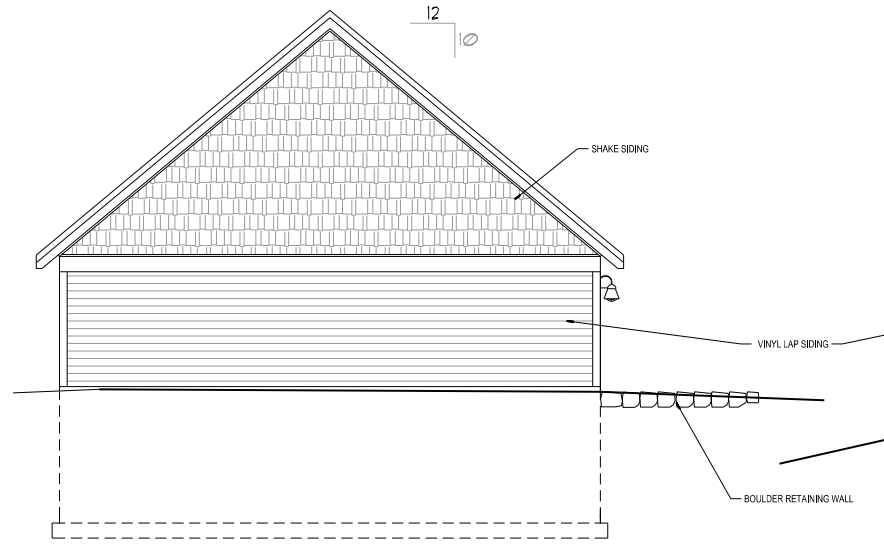 12
10
SHAKE SIDING
VINYL LAP SIDING
BOULDER RETAINING WALL